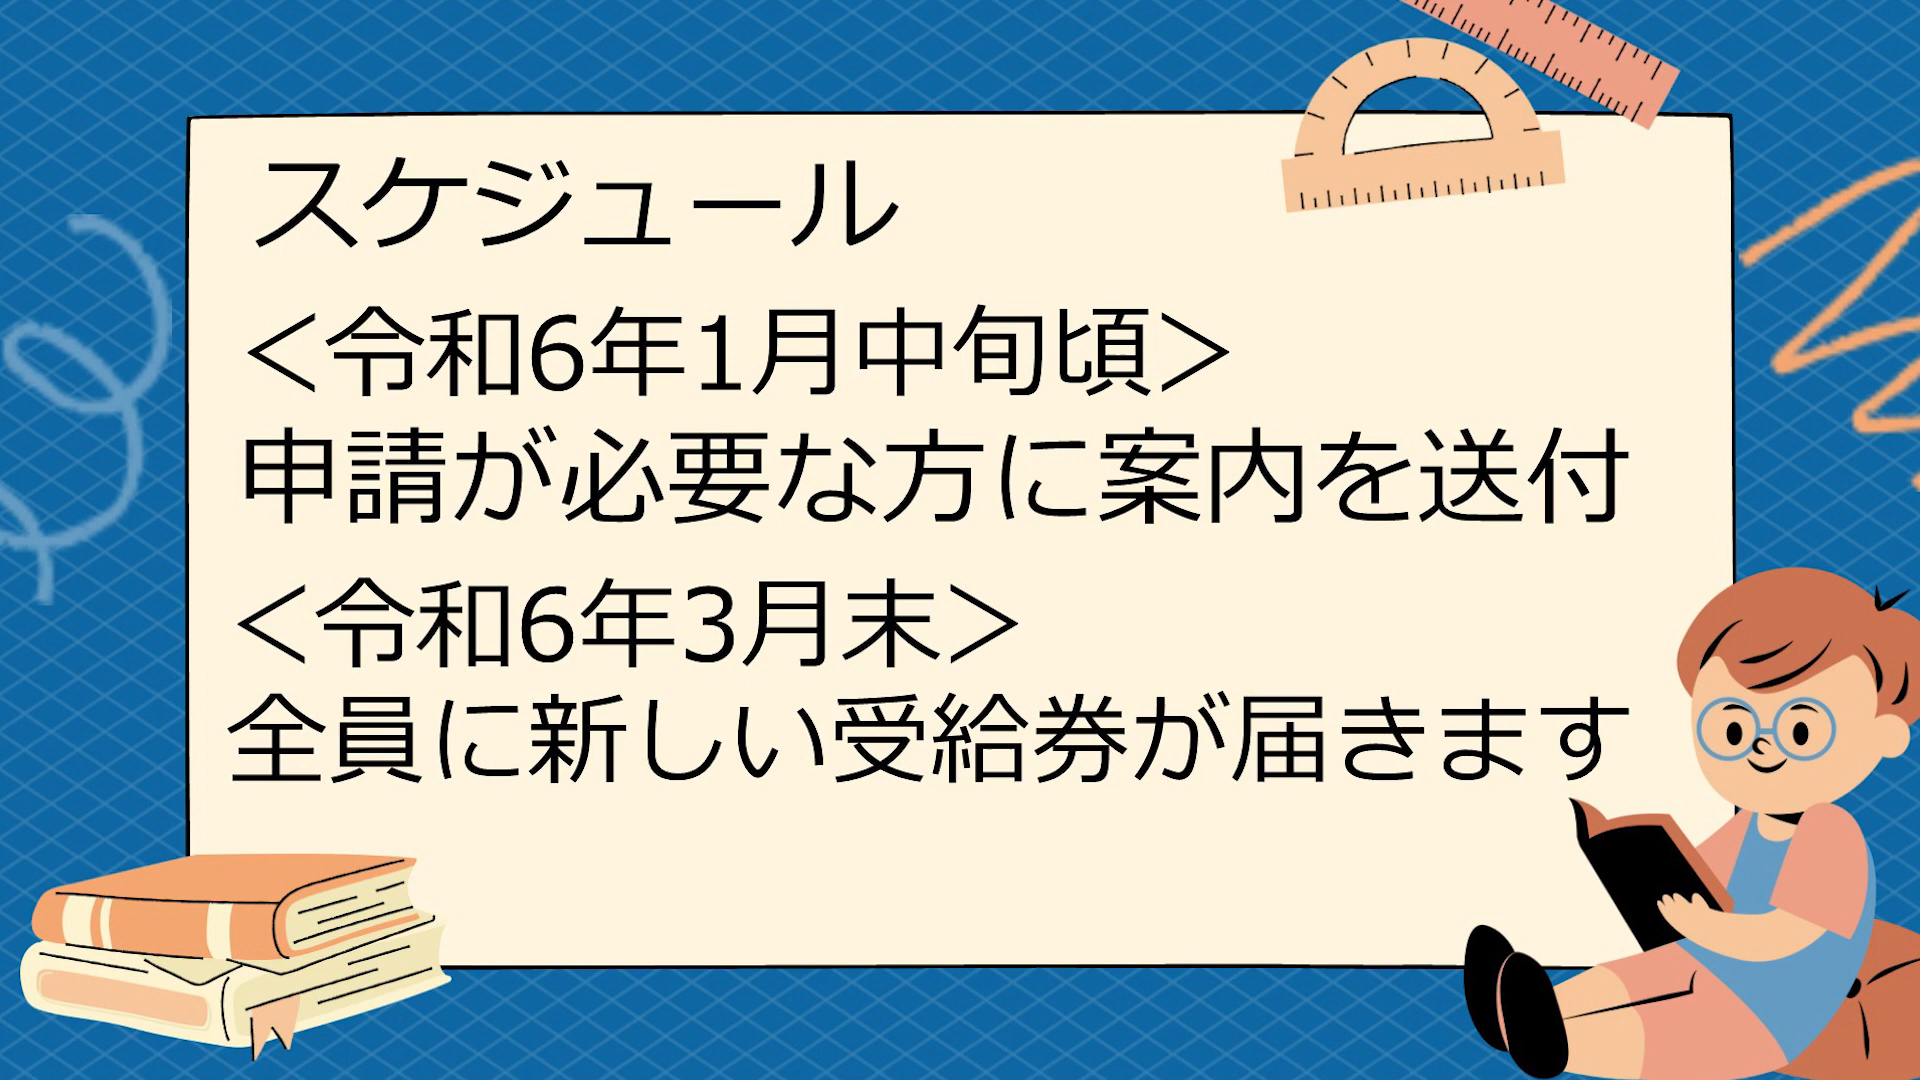 スケジュール
＜令和6年1月中旬頃＞
申請が必要な方に案内を送付
＜令和6年3月末＞
全員に新しい受給券が届きます